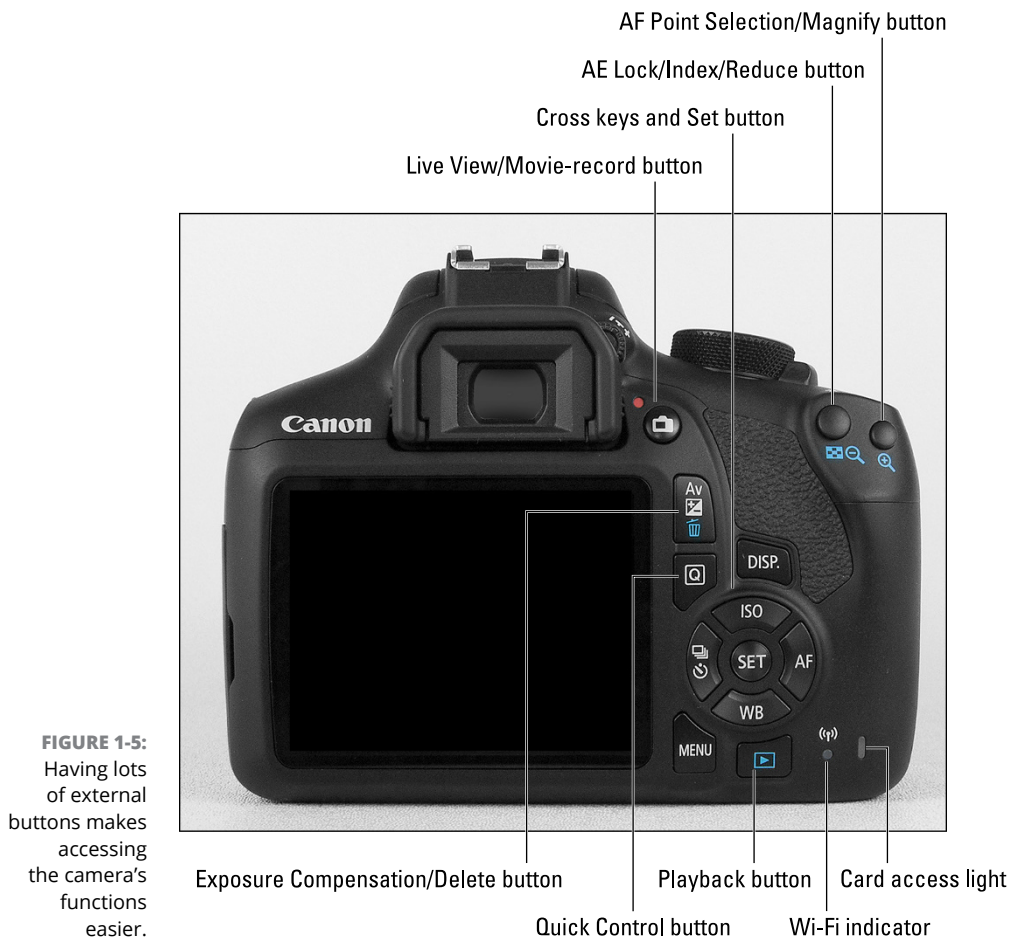 AF Point Selection/Magnify button
AE Lock/Index/Reduce button
Cross keys and Set button
Live View/Movie-record button
Canon
Av
DISP.
Q
ISO
SET
AF
WB
MENU
FIGURE 1-5:
Having lots
of external
buttons makes
accessing
the camera's
functions
easier.
Exposure Compensation/Delete button
Playback button
Card access light
Quick Control button
Wi-Fi indicator